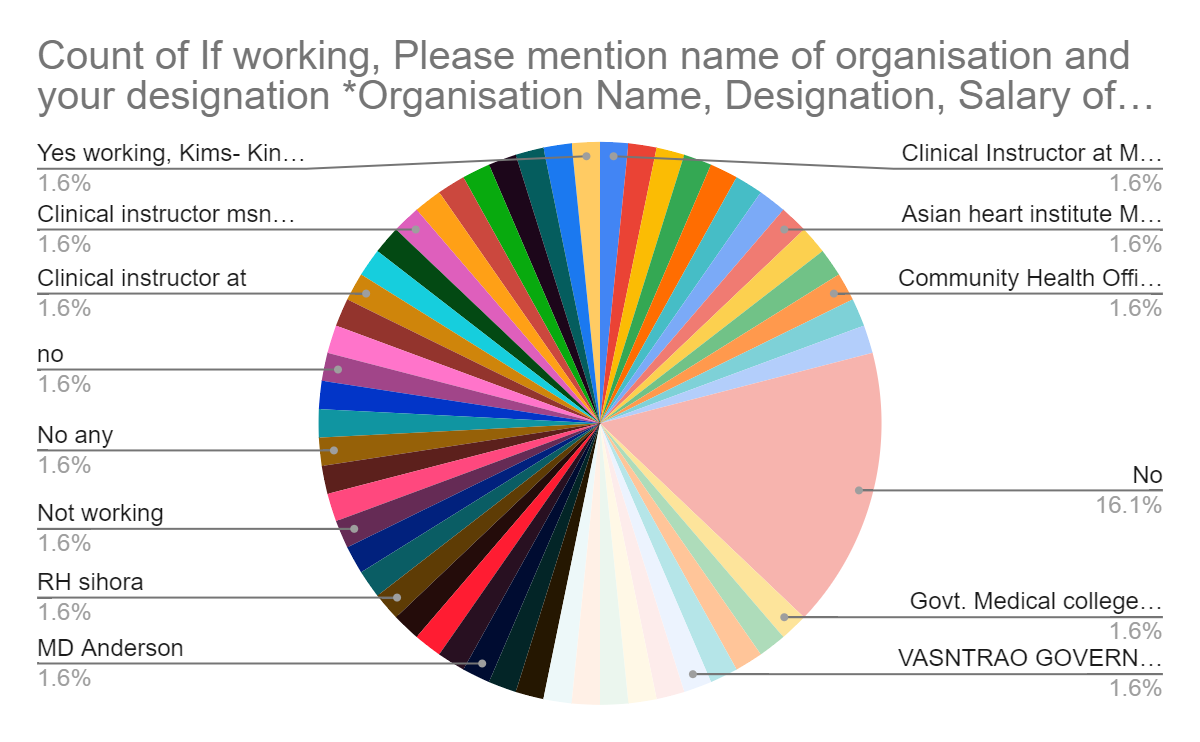 Count of If working, Please mention name of organisation and
your designation *Organisation Name, Designation, Salary of…
Yes working, Kims- Kin…
1.6%
Clinical instructor msn…
1.6%
Clinical instructor at
1.6%
no
1.6%
No any
1.6%
Not working
1.6%
RH sihora
1.6%
MD Anderson
1.6%
Clinical Instructor at M…
1.6%
Asian heart institute M…
1.6%
Community Health Offi…
1.6%
No
16.1%
Govt. Medical college…
1.6%
VASNTRAO GOVERN…
1.6%